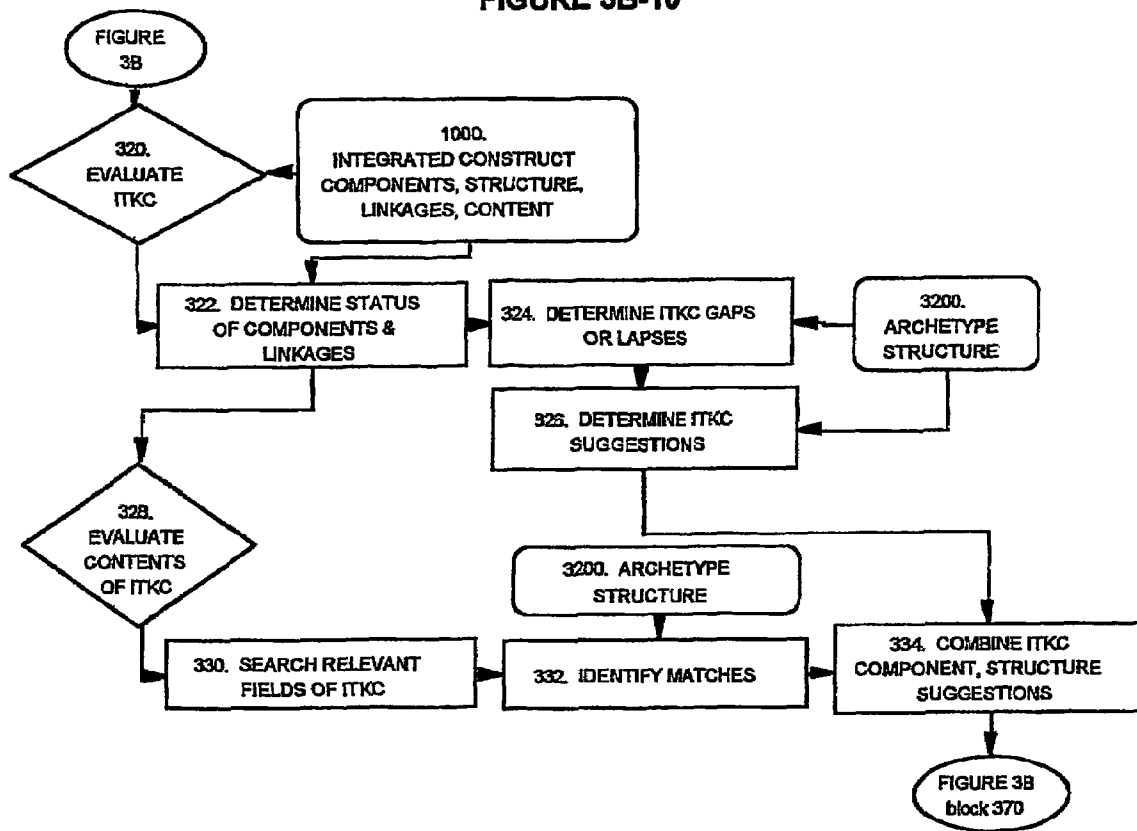 FIGURE 3B-10
FIGURE
3B
320.
EVALUATE
ITKC
1000.
INTEGRATED CONSTRUCT
COMPONENTS, STRUCTURE,
LINKAGES, CONTENT
322. DETERMINE STATUS
OF COMPONENTS &
LINKAGES
324. DETERMINE ITKC GAPS
OR LAPSES
3200.
ARCHETYPE
STRUCTURE
326. DETERMINE ITKC
SUGGESTIONS
328.
EVALUATE
CONTENTS
OF ITKC
3200. ARCHETYPE
STRUCTURE
330. SEARCH RELEVANT
FIELDS OF ITKC
332. IDENTIFY MATCHES
334. COMBINE ITKC
COMPONENT, STRUCTURE
SUGGESTIONS
FIGURE 3B
block 370